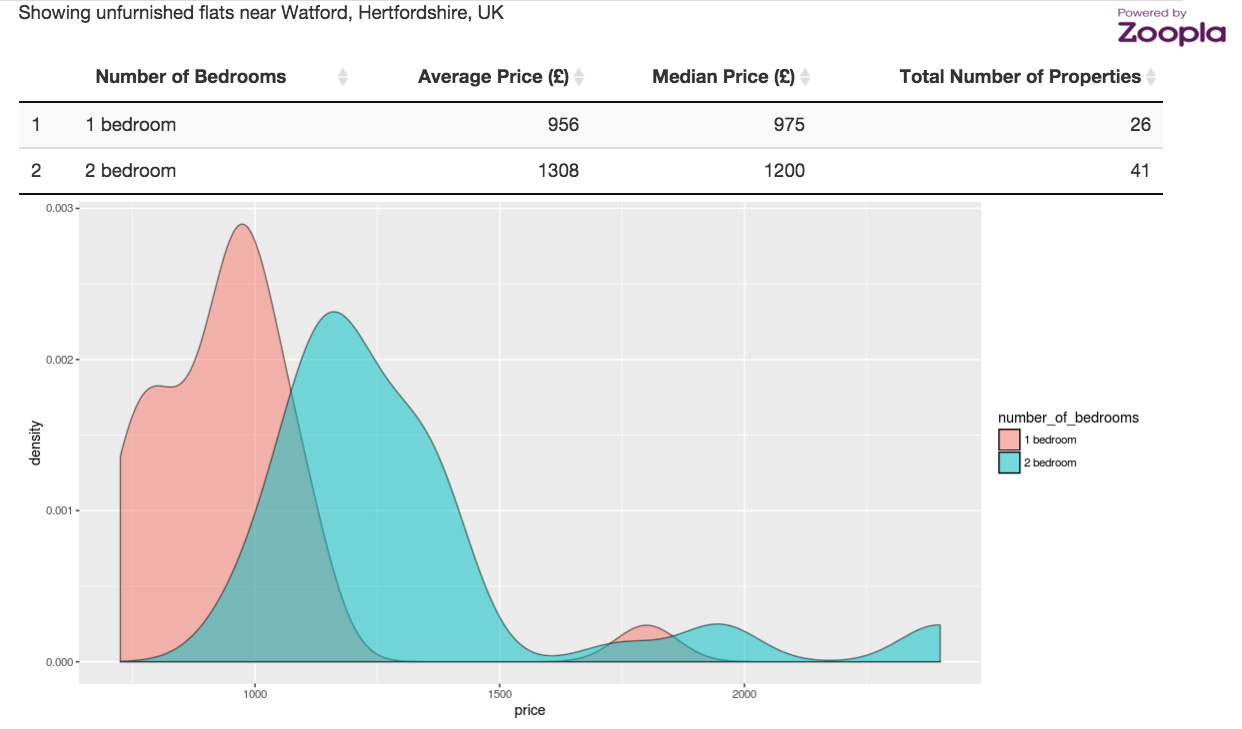 Showing unfurnished flats near Watford, Hertfordshire, UK
Powered by
Zoopla
Number of Bedrooms Average Price (£) Median Price (£) Total Number of Properties
1 1 bedroom 956 975 26
2 2 bedroom 1308 1200 41
0.003
0.002
0.001
0.000
density
1000 1500 2000
price
number_of_bedrooms
1 bedroom
2 bedroom